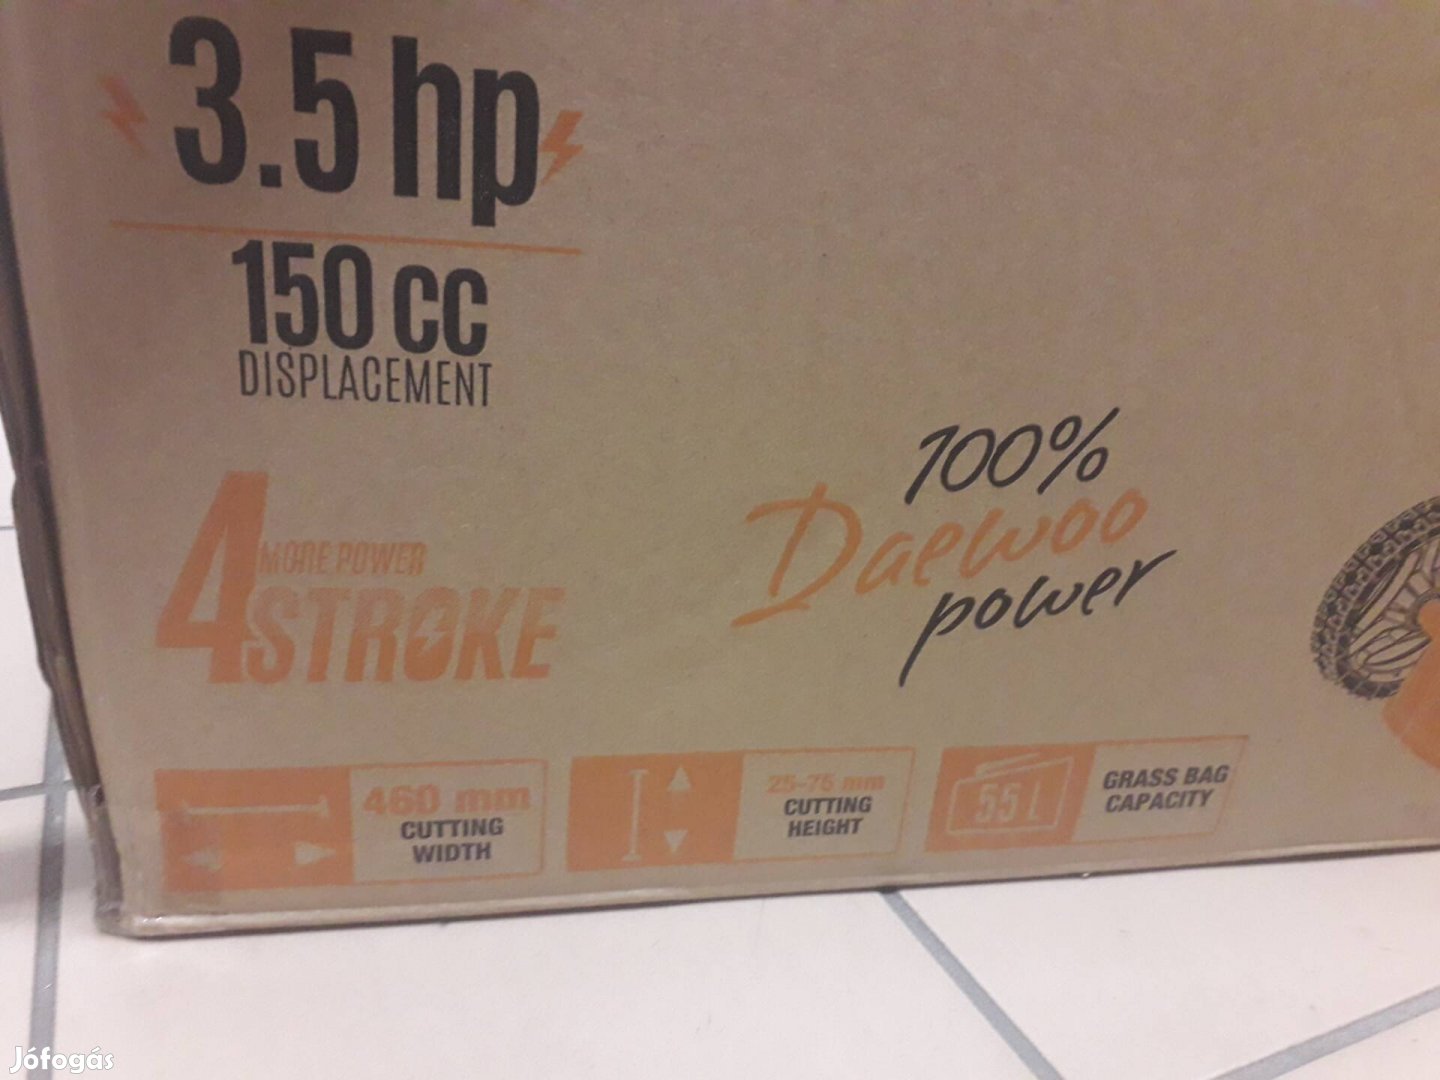 3.5 hp
150 cc
DISPLACEMENT
4 STROKE
MORE POWER
100%
Daewoo
power
460 mm
CUTTING
WIDTH
25-75 mm
CUTTING
HEIGHT
55 L
GRASS BAG
CAPACITY
Jófogás